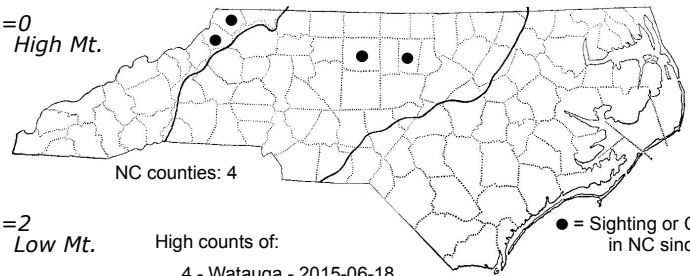 =0
High Mt.
NC counties: 4
=2
Low Mt.
High counts of:
4 - Watauga - 2015-06-18
● = Sighting or
in NC